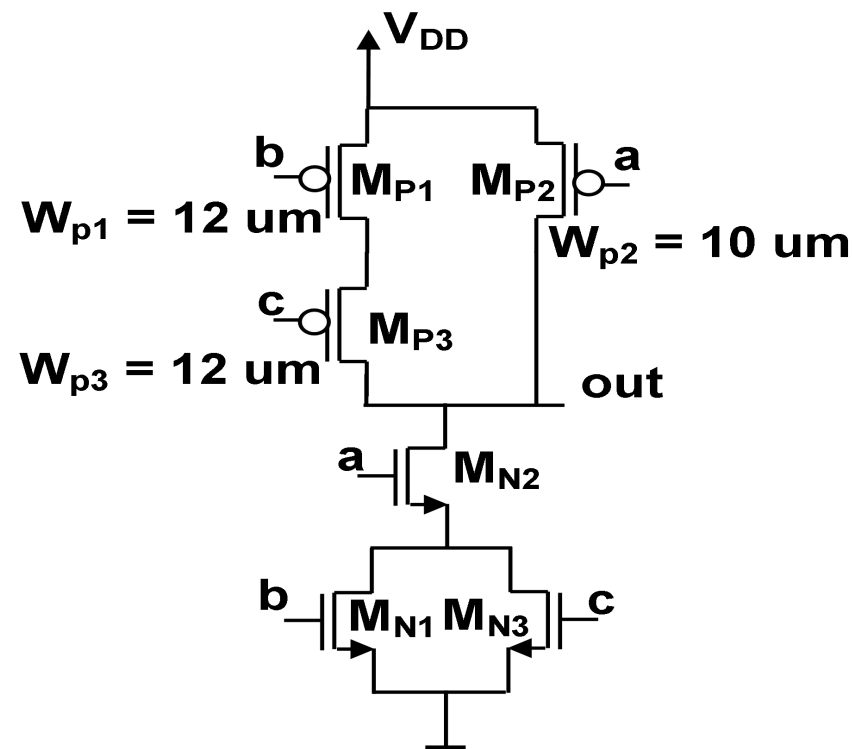 VDD
b
MP1
MP2
a
Wp1 = 12 um
Wp2 = 10 um
c
MP3
Wp3 = 12 um
out
a
MN2
b
MN1
MN3
c